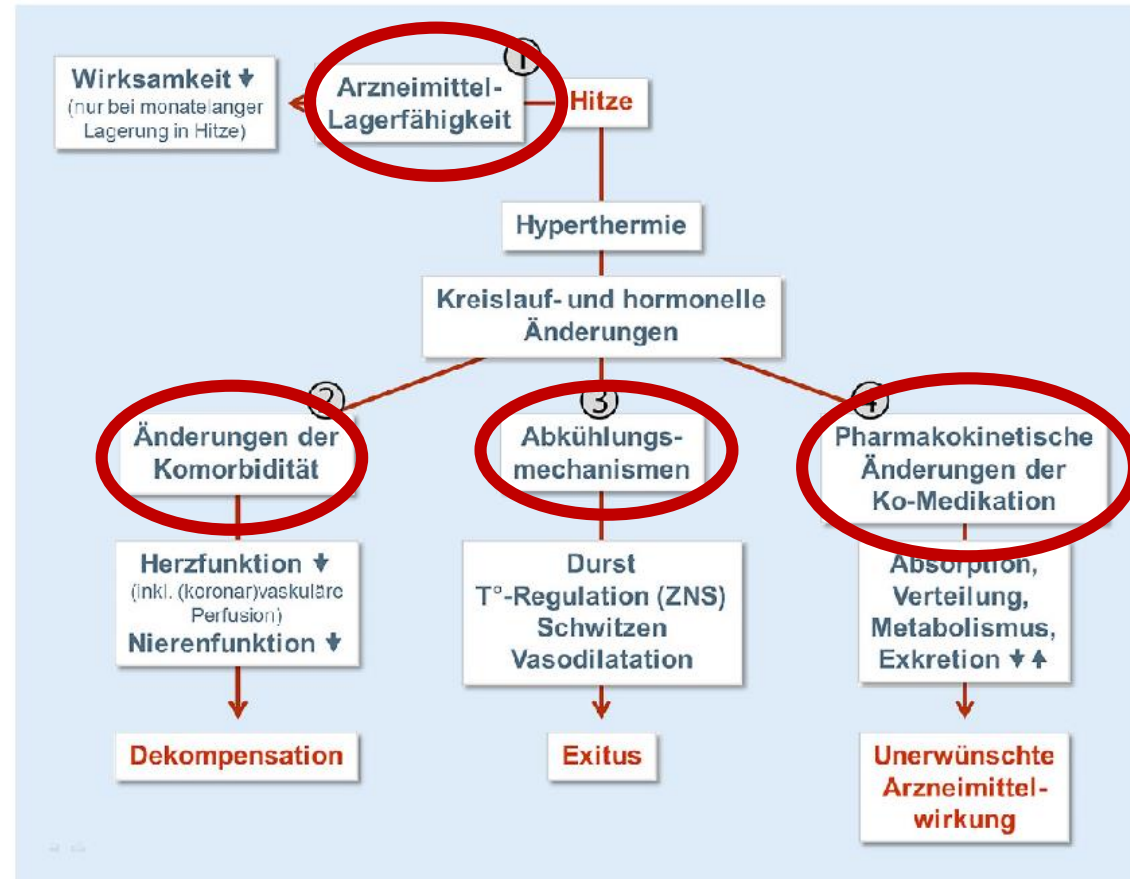 ①
Wirksamkeit ↓
(nur bei monatelanger
Lagerung in Hitze)
Arzneimittel-
Lagerfähigkeit
Hitze
Hyperthermie
Kreislauf- und hormonelle
Änderungen
②
Änderungen der
Komorbidität
Herzfunktion ↓
(inkl. (koronar)vaskuläre
Perfusion)
Nierenfunktion ↓
Dekompensation
③
Abkühlungs-
mechanismen
Durst
T°-Regulation (ZNS)
Schwitzen
Vasodilatation
Exitus
④
Pharmakokinetische
Änderungen der
Ko-Medikation
Absorption,
Verteilung,
Metabolismus,
Exkretion ↓↑
Unerwünschte
Arzneimittel-
wirkung